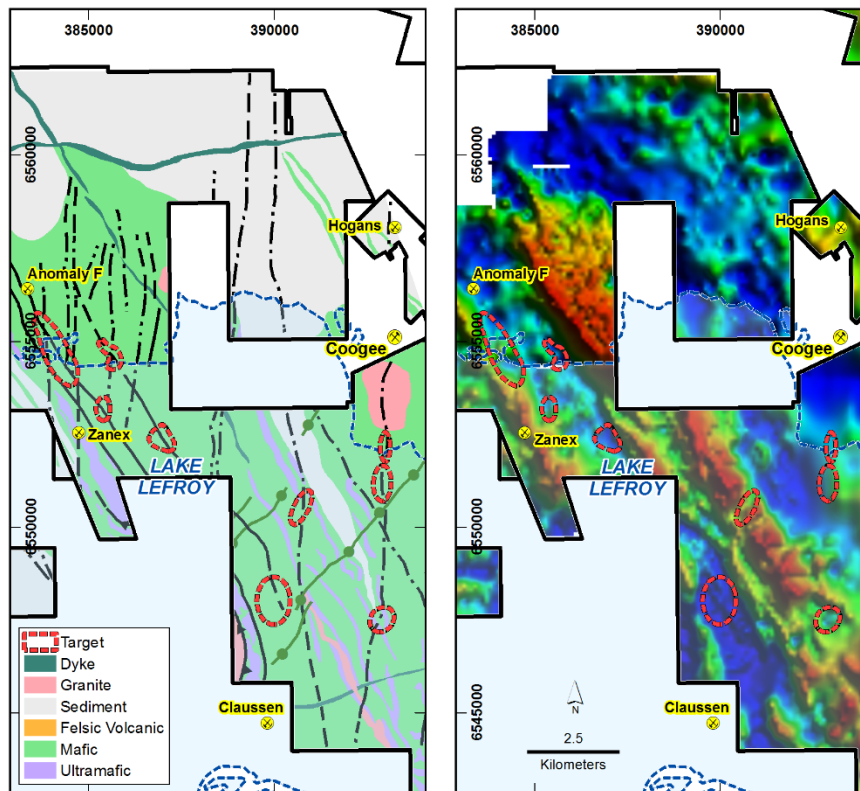 385000
390000
6560000
6555000
6550000
Hogans
Anomaly F
Coogee
Zanex
LAKE
LEFROY
Claussen
Target
Dyke
Granite
Sediment
Felsic Volcanic
Mafic
Ultramafic
385000
390000
6560000
6555000
6550000
6545000
Hogans
Anomaly F
Coogee
Zanex
LAKE
LEFROY
Claussen
N
2.5
Kilometers